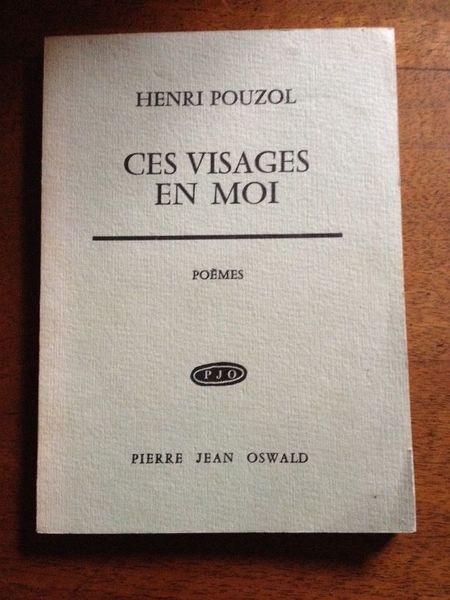 HENRI POUZOL
CES VISAGES
EN MOI
POÈMES
PJO
PIERRE JEAN OSWALD